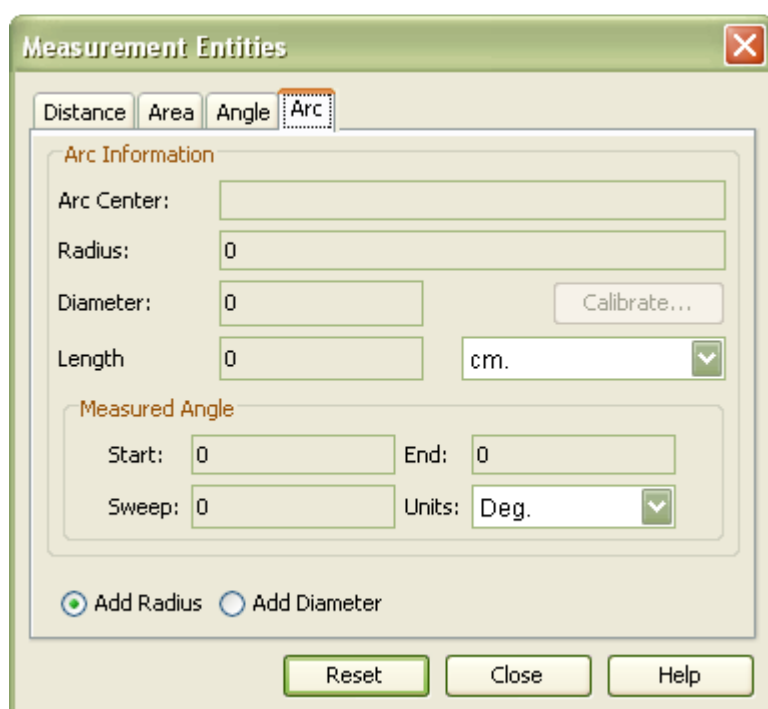 Measurement Entities
Distance Area Angle Arc
Arc Information
Arc Center:
Radius: 0
Diameter: 0 Calibrate...
Length 0 cm.
Measured Angle
Start: 0 End: 0
Sweep: 0 Units: Deg.
Add Radius Add Diameter
Reset Close Help